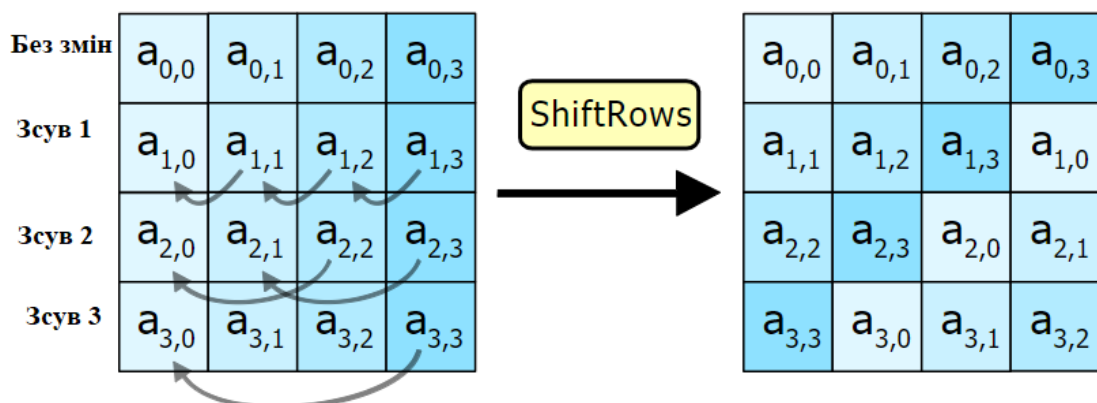 Без змін a0,0 a0,1 a0,2 a0,3 a0,0 a0,1 a0,2 a0,3
ShiftRows
Зсув 1 a1,0 a1,1 a1,2 a1,3 a1,1 a1,2 a1,3 a1,0
Зсув 2 a2,0 a2,1 a2,2 a2,3 a2,2 a2,3 a2,0 a2,1
Зсув 3 a3,0 a3,1 a3,2 a3,3 a3,3 a3,0 a3,1 a3,2